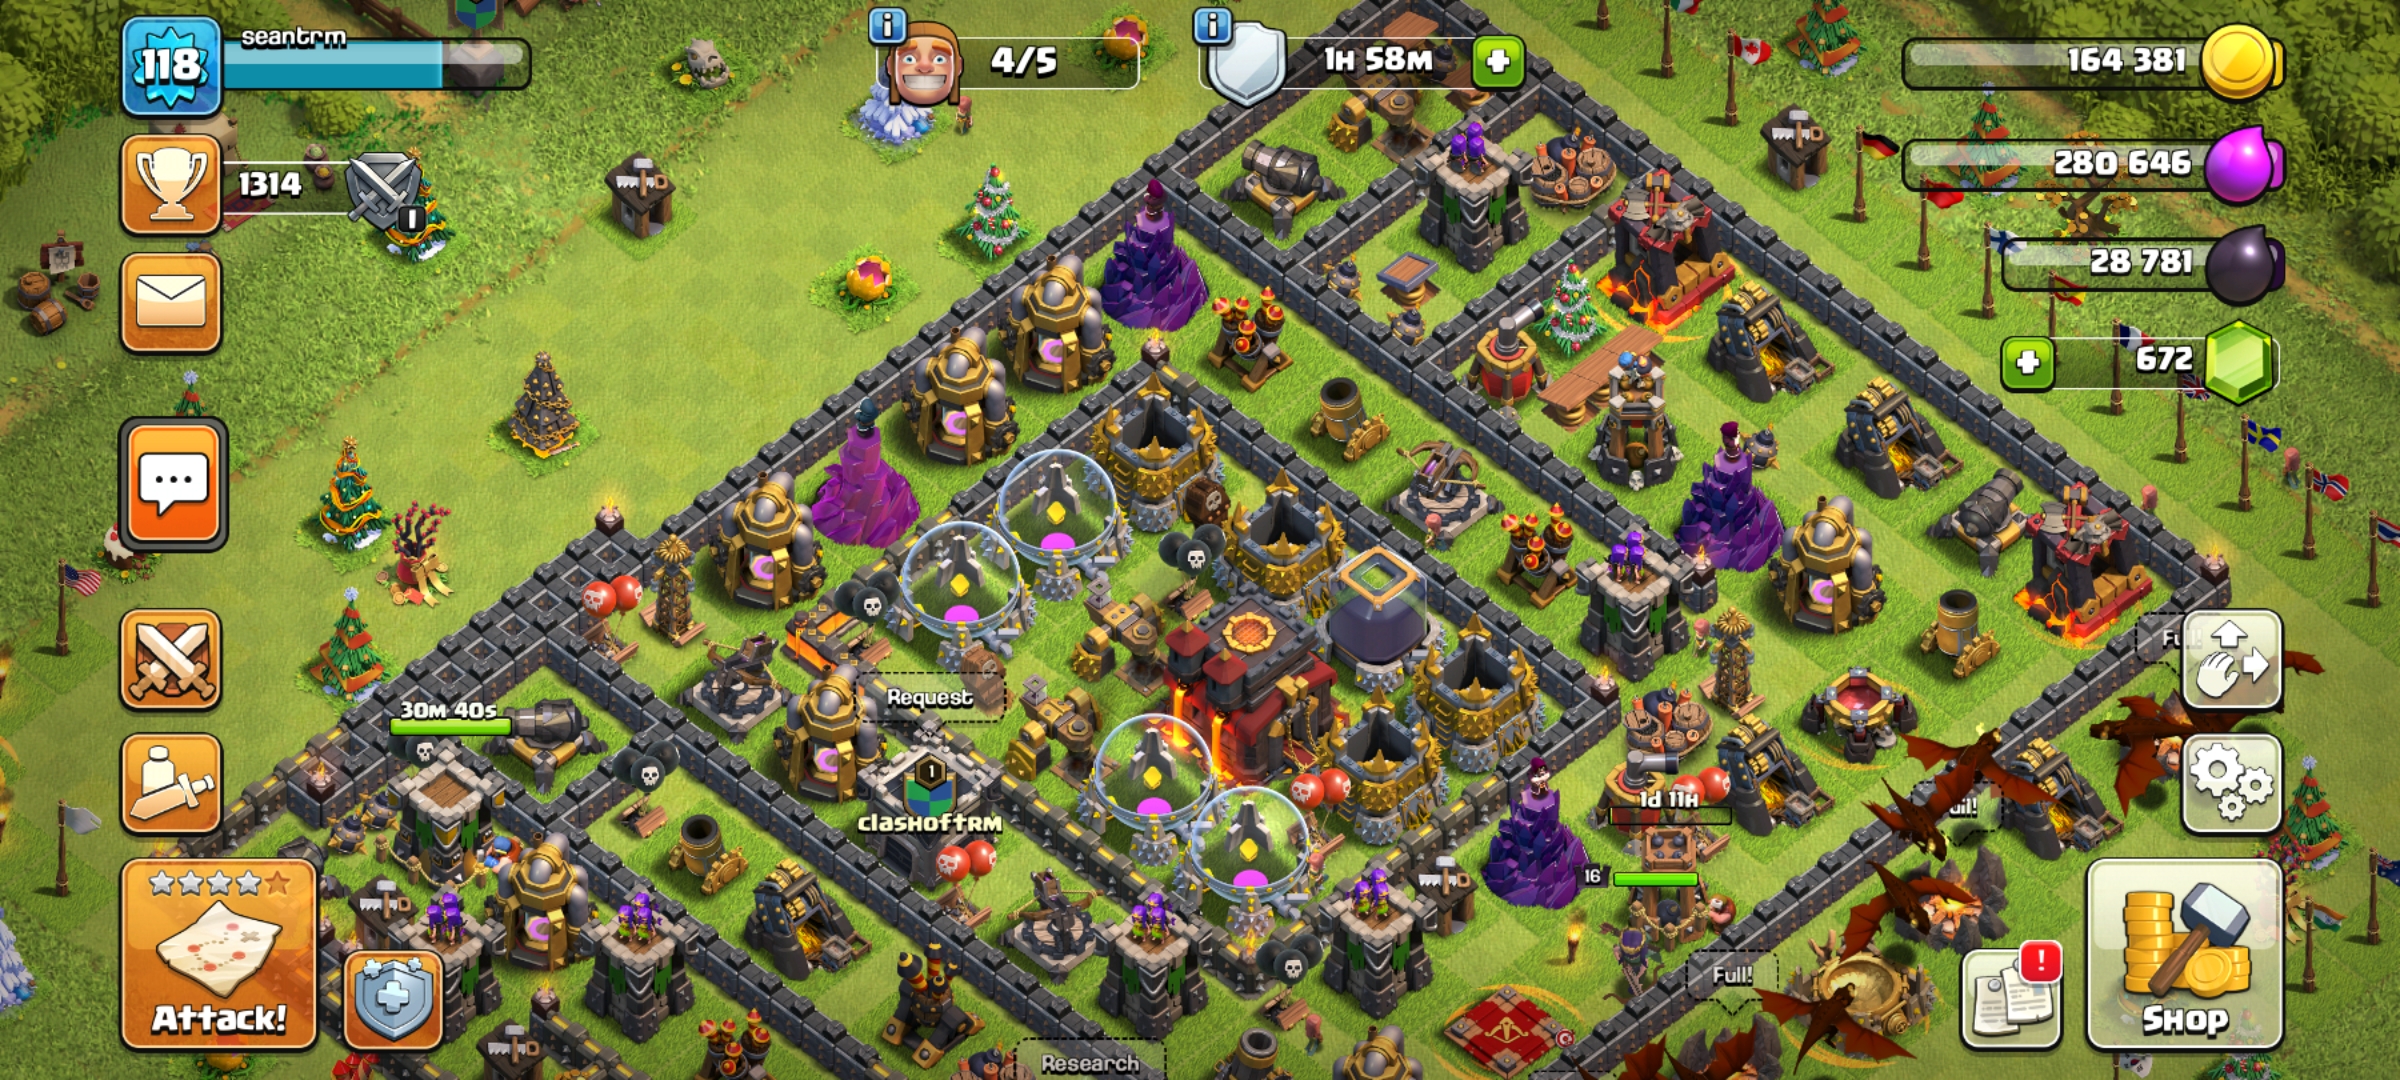 118
seantrm
i
4/5
i
1H 58M
164 381
1314
I
280 646
28 781
672
Request
30M 40S
1
clashoftRM
1d 11H
16
Full!
Attack!
Research
!
Shop